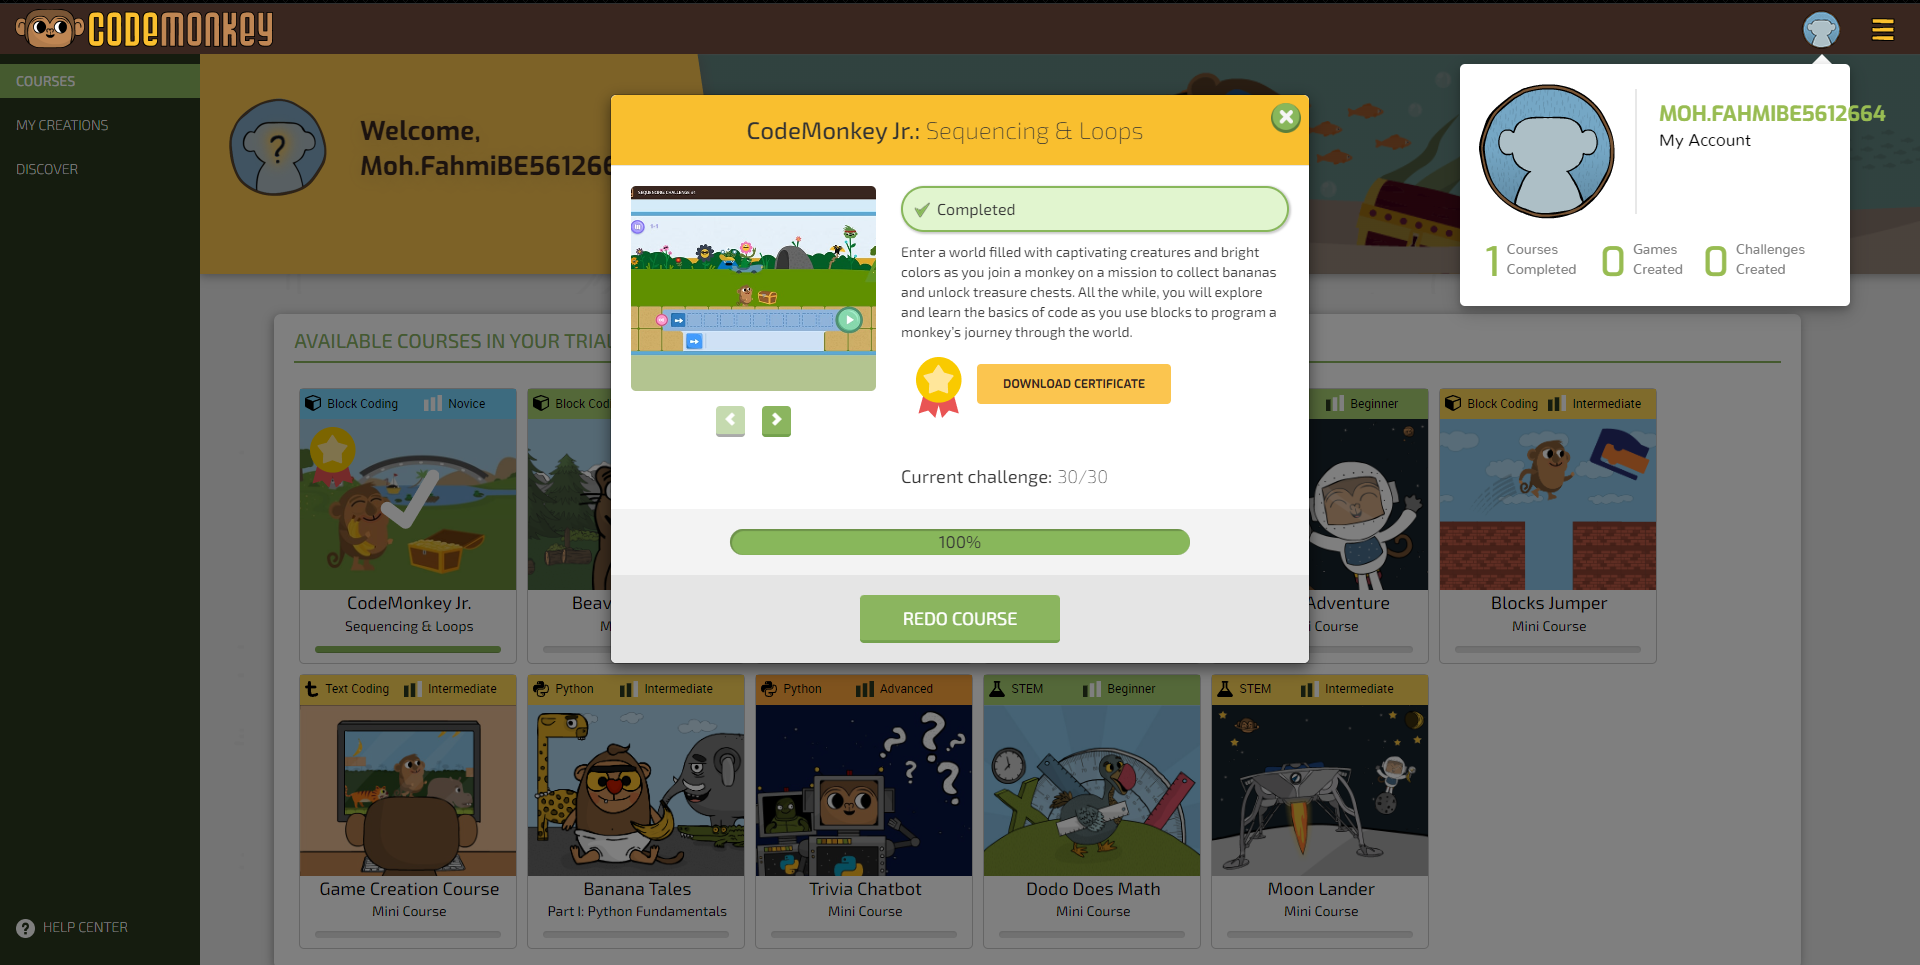 CODEMONKEY
COURSES
MY CREATIONS
DISCOVER
HELP CENTER
Welcome,
Moh.FahmiBE561266
MOH.FAHMIBE5612664
My Account
1 Courses Completed
0 Games Created
0 Challenges Created
CodeMonkey Jr.: Sequencing & Loops
SEQUENCING CHALLENGE #1
Completed
Enter a world filled with captivating creatures and bright
colors as you join a monkey on a mission to collect bananas
and unlock treasure chests. All the while, you will explore
and learn the basics of code as you use blocks to program a
monkey's journey through the world.
DOWNLOAD CERTIFICATE
Current challenge: 30/30
100%
REDO COURSE
AVAILABLE COURSES IN YOUR TRIAL
Block Coding Novice
CodeMonkey Jr.
Sequencing & Loops
Block Cod
Beav
M
Beginner
Adventure
i Course
Block Coding Intermediate
Blocks Jumper
Mini Course
Text Coding Intermediate
Game Creation Course
Mini Course
Python Intermediate
Banana Tales
Part I: Python Fundamentals
Python Advanced
Trivia Chatbot
Mini Course
STEM Beginner
Dodo Does Math
Mini Course
STEM Intermediate
Moon Lander
Mini Course